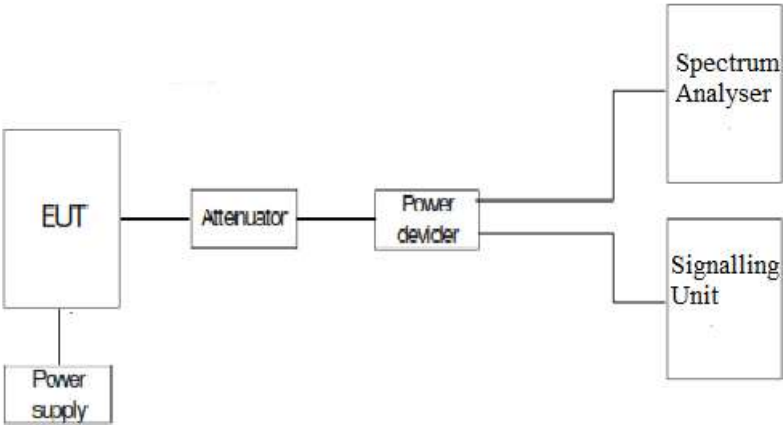 Spectrum
Analyser
EUT
Attenuator
Power
devider
Signalling
Unit
Power
supply